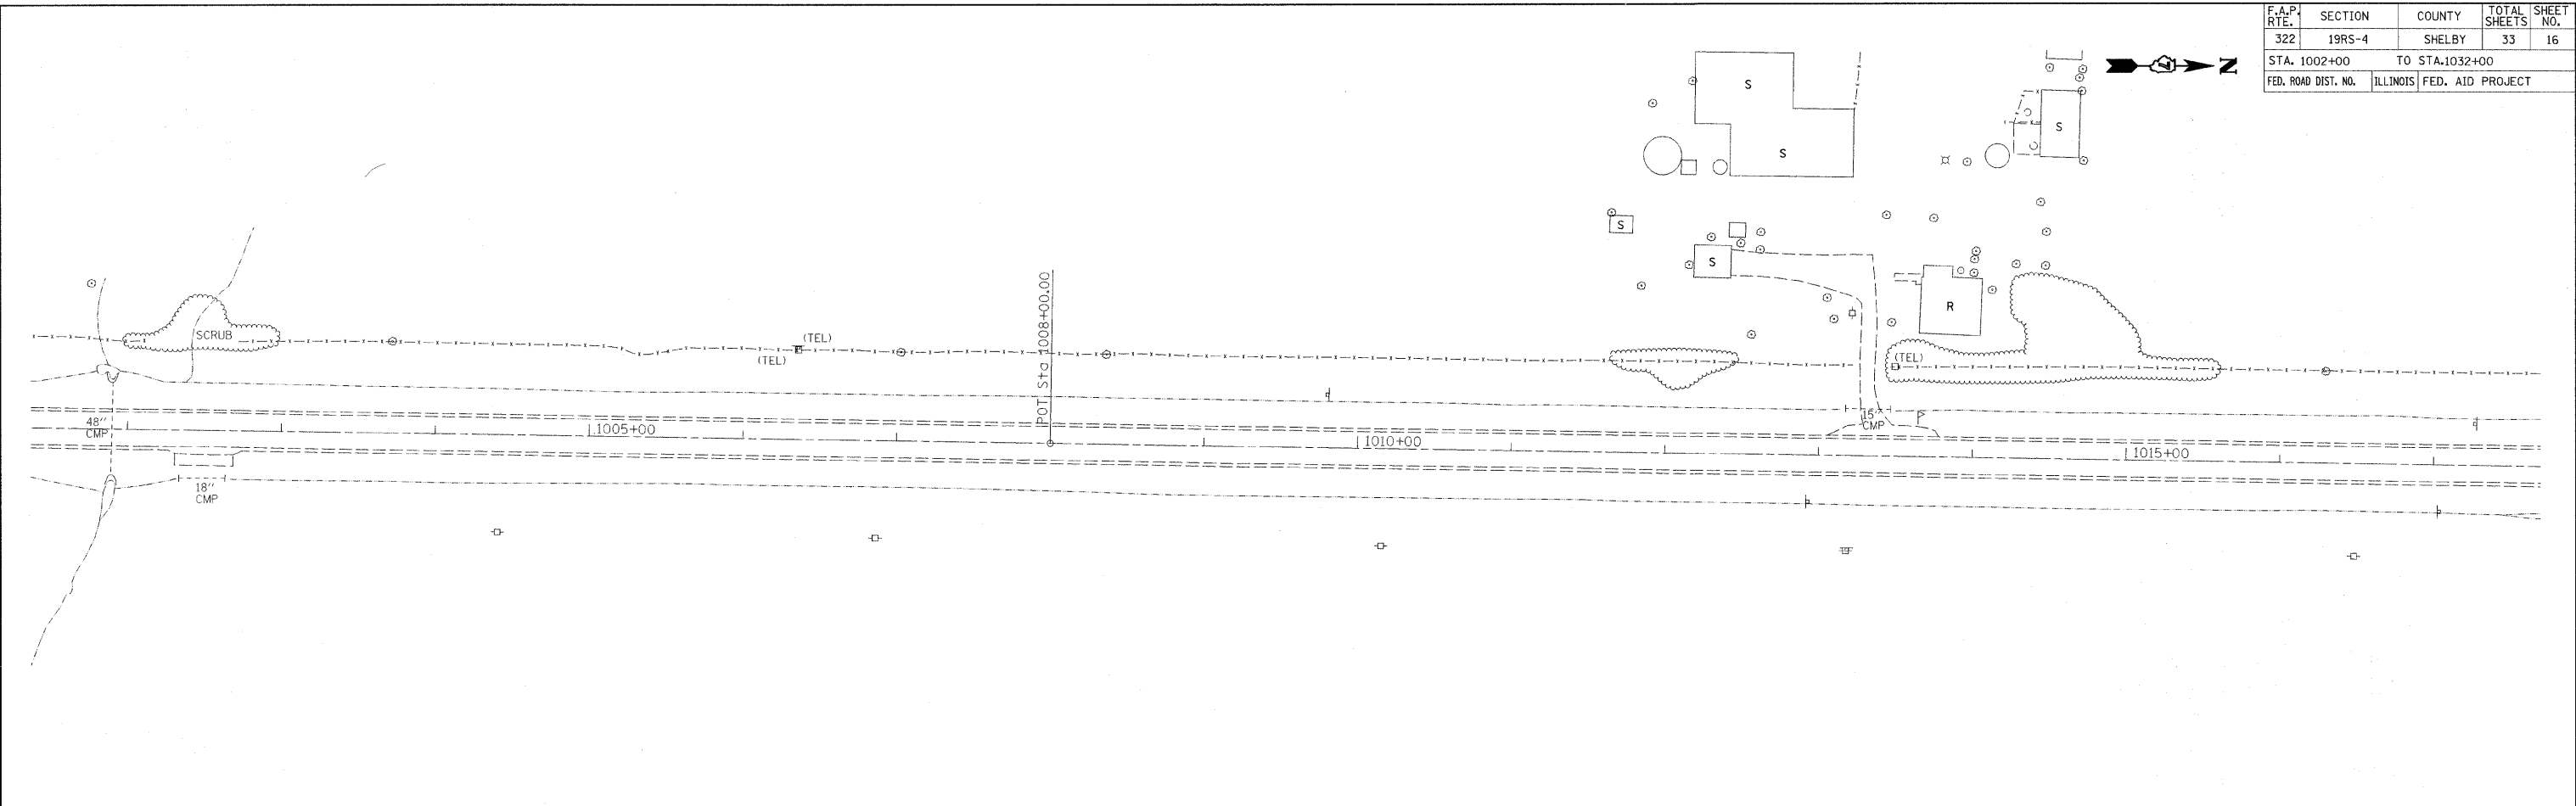 F.A.P. RTE. SECTION COUNTY TOTAL SHEETS SHEET NO.
322 19RS-4 SHELBY 33 16
STA. 1002+00 TO STA.1032+00
FED. ROAD DIST. NO. ILLINOIS FED. AID PROJECT
N
S
S
S
S
S
R
SCRUB
(TEL)
(TEL)
(TEL)
POT Sta 1008+00.00
48" CMP
1005+00
1010+00
15" CMP
1015+00
18" CMP